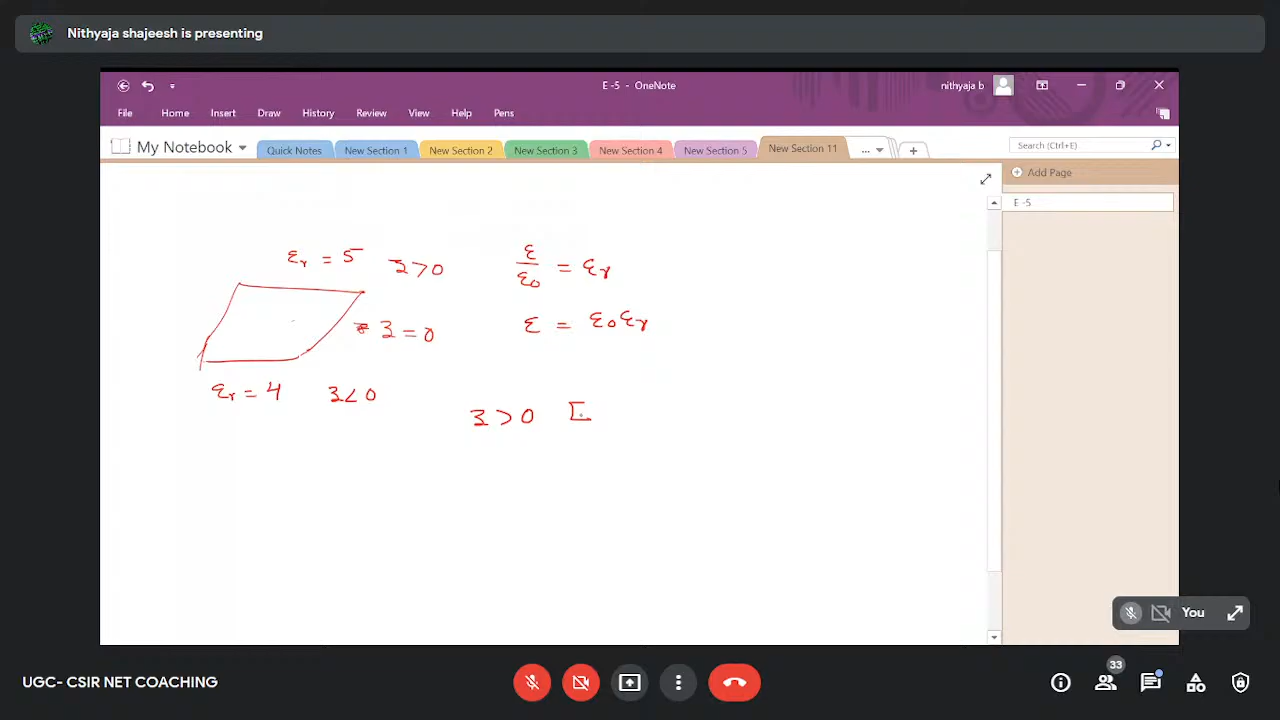 Nithyaja shajeesh is presenting
E -5 - OneNote
nithyaja b
File Home Insert Draw History Review View Help Pens
My Notebook
Quick Notes New Section 1 New Section 2 New Section 3 New Section 4 New Section 5 New Section 11 ...
Search (Ctrl+E)
Add Page
E -5
εr = 5 z > 0
ε/ε0 = εr
z = 0
ε = ε0 εr
εr = 4 z < 0
z > 0 E
You
33
UGC- CSIR NET COACHING